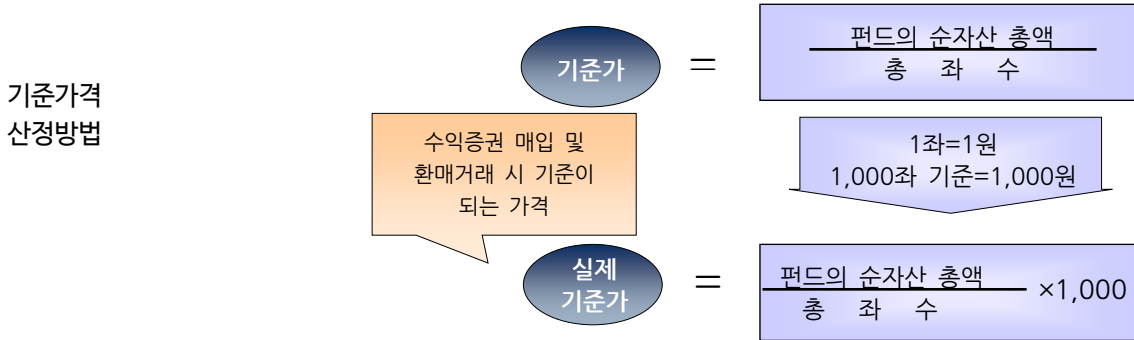 기준가격
산정방법
기준가
=
펀드의 순자산 총액
총 좌 수
수익증권 매입 및
환매거래 시 기준이
되는 가격
1좌=1원
1,000좌 기준=1,000원
실제
기준가
=
펀드의 순자산 총액
총 좌 수
×1,000